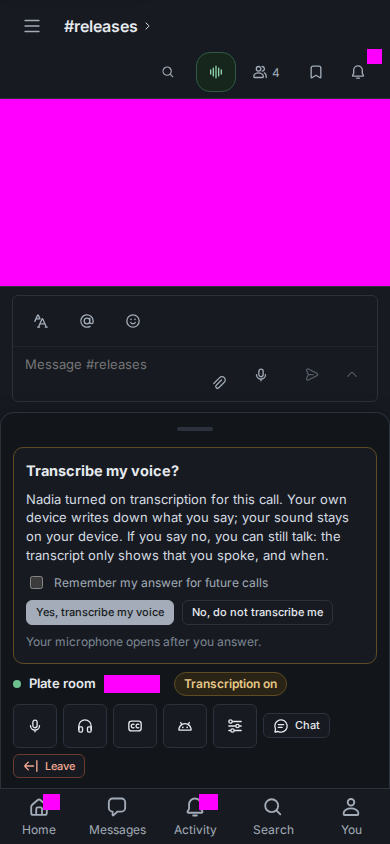 #releases
4
Message #releases
Transcribe my voice?
Nadia turned on transcription for this call. Your own
device writes down what you say; your sound stays
on your device. If you say no, you can still talk: the
transcript only shows that you spoke, and when.
Remember my answer for future calls
Yes, transcribe my voice No, do not transcribe me
Your microphone opens after you answer.
Plate room Transcription on
CC Chat
Leave
Home Messages Activity Search You